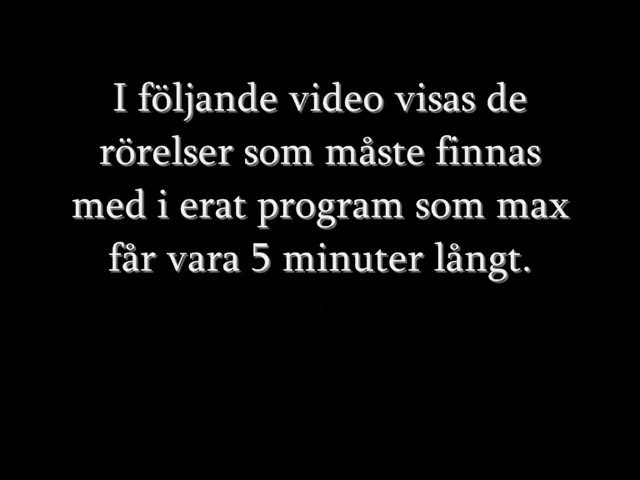 I följande video visas de
rörelser som måste finnas
med i erat program som max
får vara 5 minuter långt.